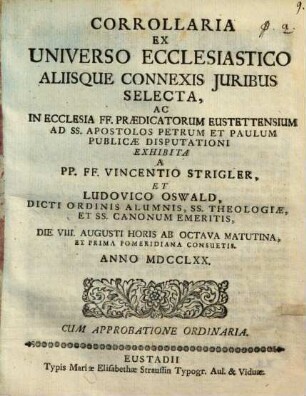 9.
CORROLLARIA
EX
UNIVERSO ECCLESIASTICO
ALIISQUE CONNEXIS JURIBUS
SELECTA,
AC
IN ECCLESIA FF. PRÆDICATORUM EUSTETTENSIUM
AD SS. APOSTOLOS PETRUM ET PAULUM
PUBLICÆ DISPUTATIONI
EXHIBITÆ
A
PP. FF. VINCENTIO STRIGLER,
ET
LUDOVICO OSWALD,
DICTI ORDINIS ALUMNIS, SS. THEOLOGIÆ,
ET SS. CANONUM EMERITIS,
DIE VIII. AUGUSTI HORIS AB OCTAVA MATUTINA,
ET PRIMA POMERIDIANA CONSUETIS.
ANNO MDCCLXX.
CUM APPROBATIONE ORDINARIA.
EUSTADII
Typis Mariæ Elisabethæ Straussin Typogr. Aul. & Viduæ.